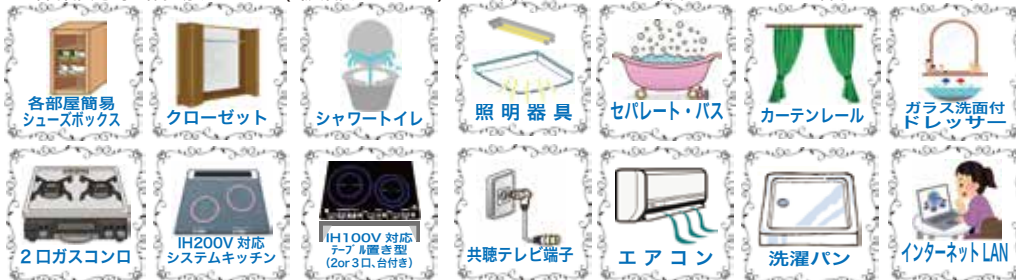 各部屋簡易
シューズボックス
クローゼット
シャワートイレ
照明器具
セパレート・バス
カーテンレール
ガラス洗面付
ドレッサー
2口ガスコンロ
IH200V 対応
システムキッチン
IH100V 対応
テーブル置き型
(2or3口、台付き)
共聴テレビ端子
エアコン
洗濯パン
インターネットLAN